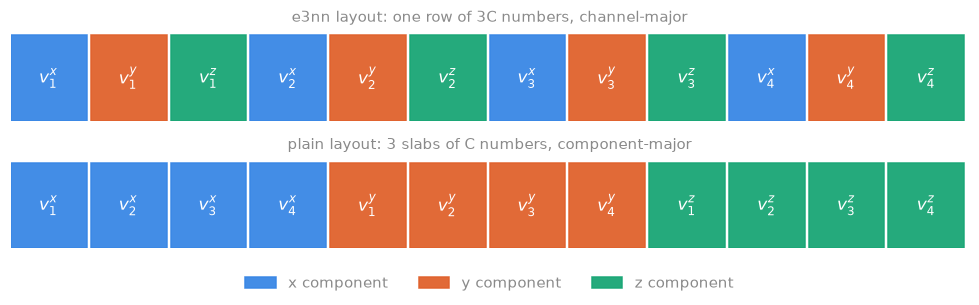 e3nn layout: one row of 3C numbers, channel-major
v₁ˣ v₁ʸ v₁ᶻ v₂ˣ v₂ʸ v₂ᶻ v₃ˣ v₃ʸ v₃ᶻ v₄ˣ v₄ʸ v₄ᶻ
plain layout: 3 slabs of C numbers, component-major
v₁ˣ v₂ˣ v₃ˣ v₄ˣ v₁ʸ v₂ʸ v₃ʸ v₄ʸ v₁ᶻ v₂ᶻ v₃ᶻ v₄ᶻ
x component y component z component